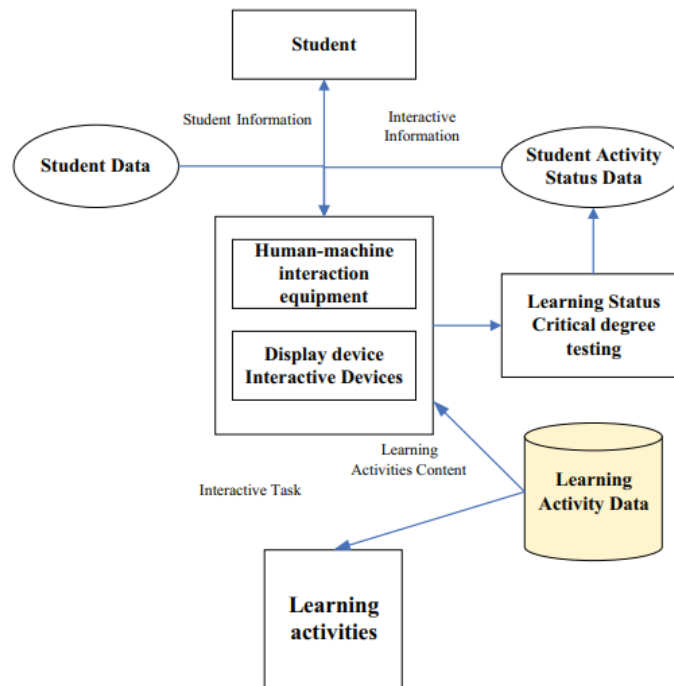 Student
Student Information
Interactive
Information
Student Data
Student Activity
Status Data
Human-machine
interaction
equipment
Display device
Interactive Devices
Learning Status
Critical degree
testing
Learning
Activities Content
Interactive Task
Learning
Activity Data
Learning
activities